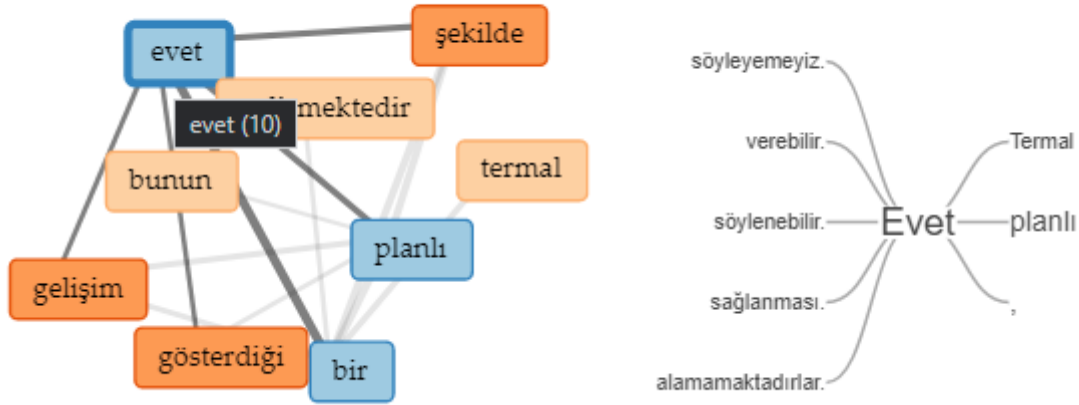 evet
şekilde
mektedir
evet (10)
bunun
termal
planlı
gelişim
gösterdiği
bir
söyleyemeyiz.
verebilir.
söylenebilir.
sağlanması.
alamamaktadırlar.
Evet
Termal
planlı
,